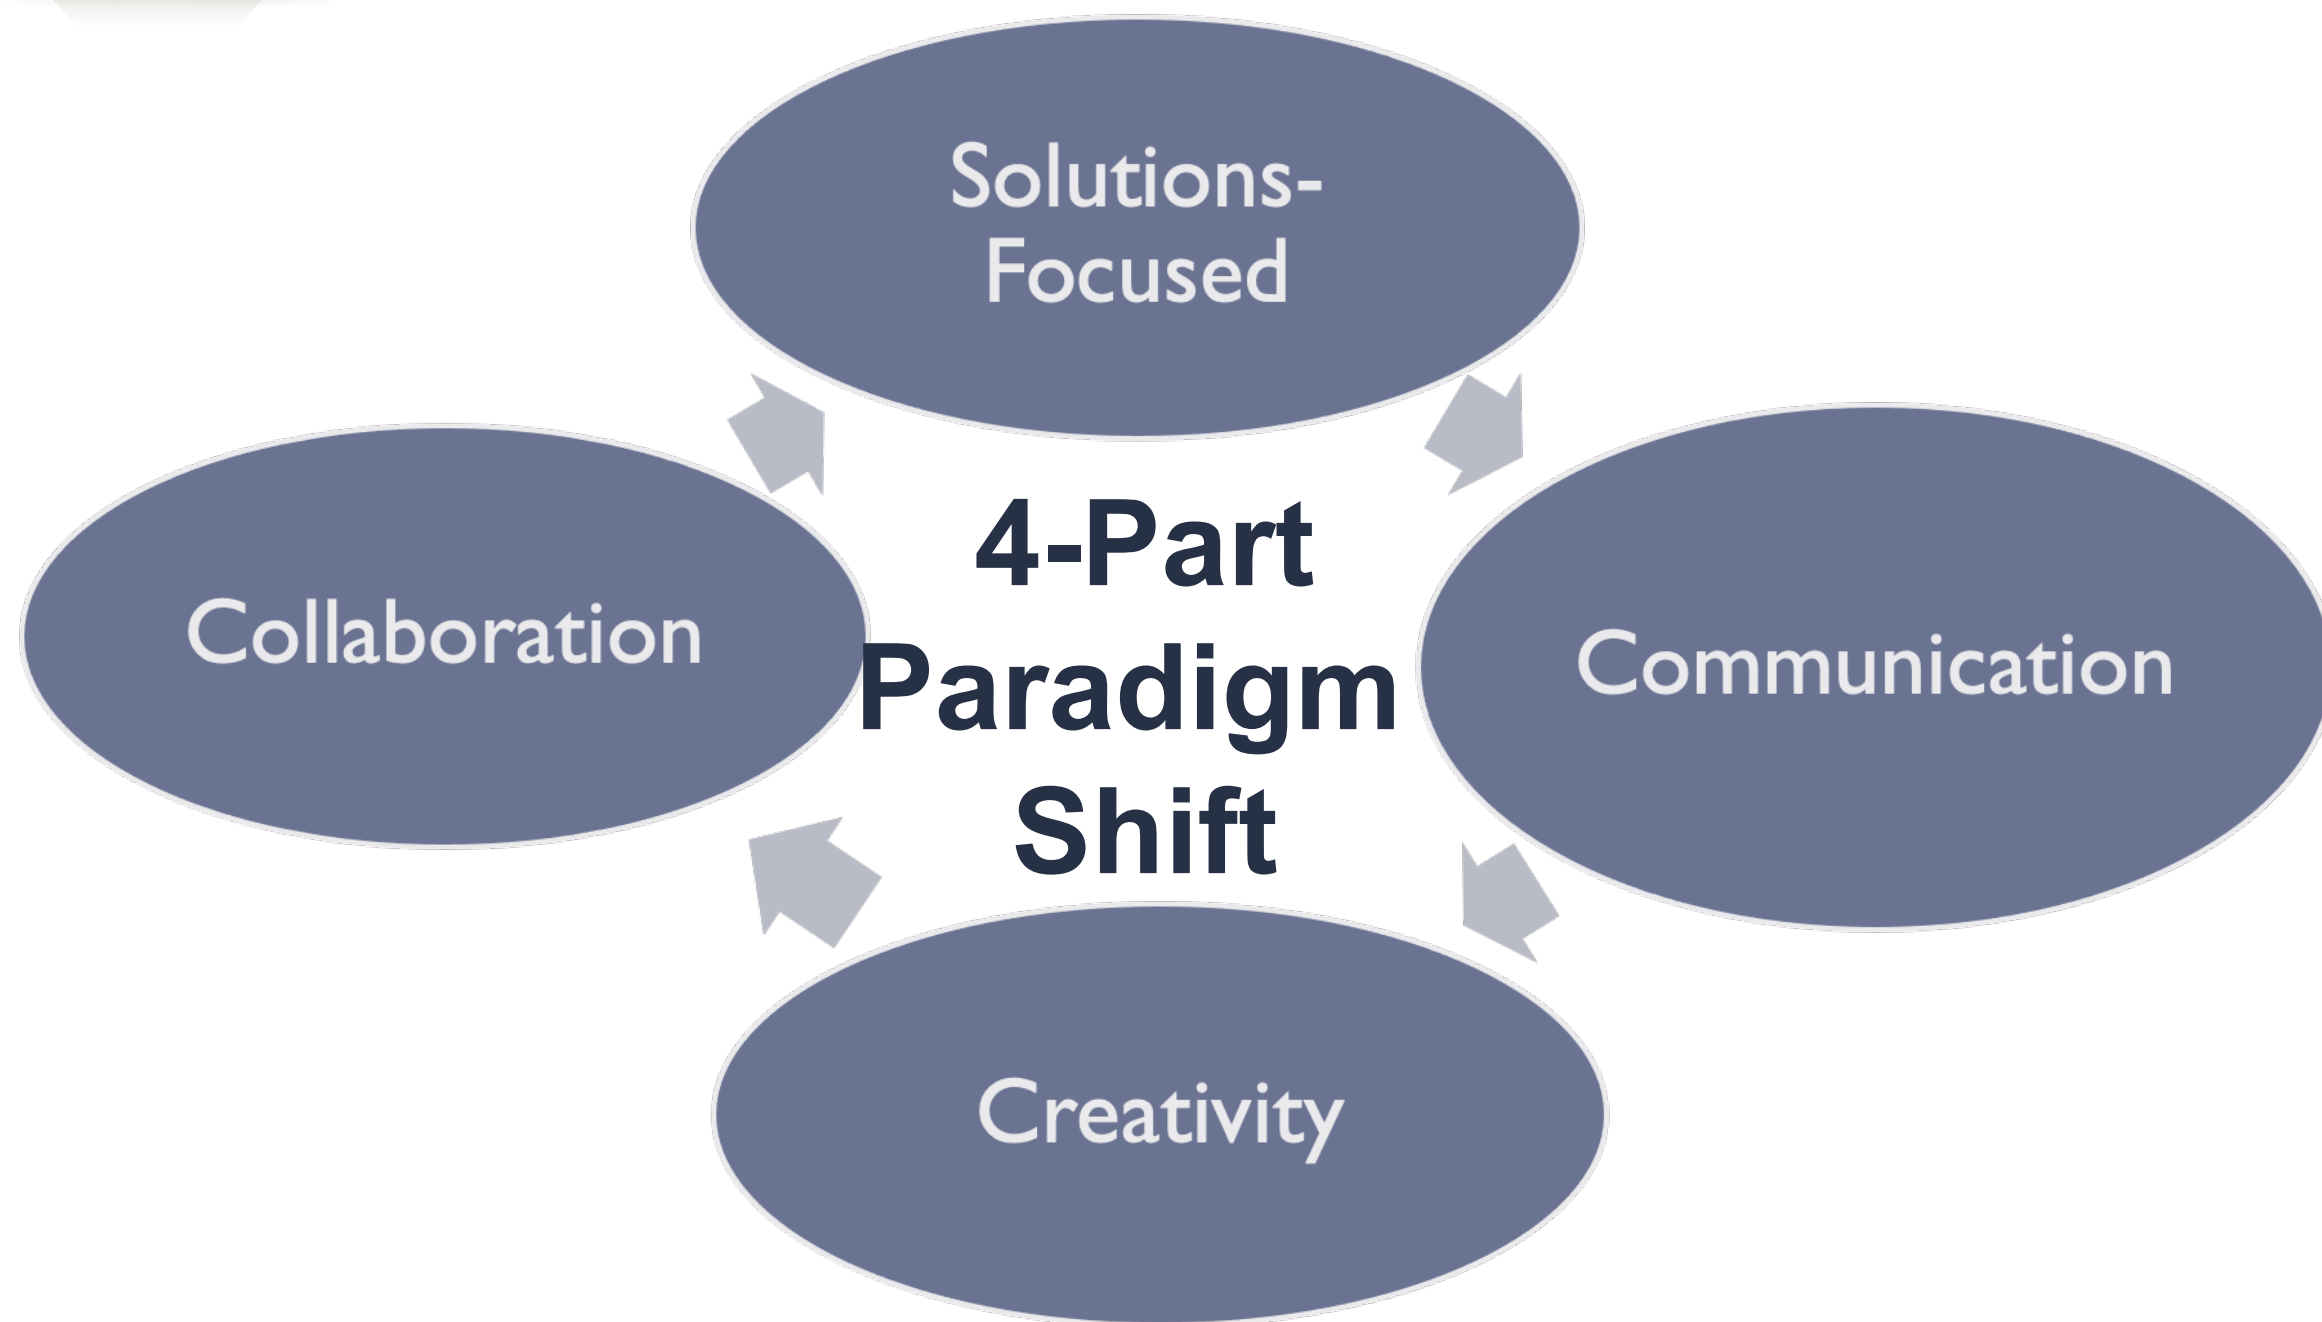 Solutions-
Focused
4-Part
Paradigm
Shift
Collaboration
Communication
Creativity